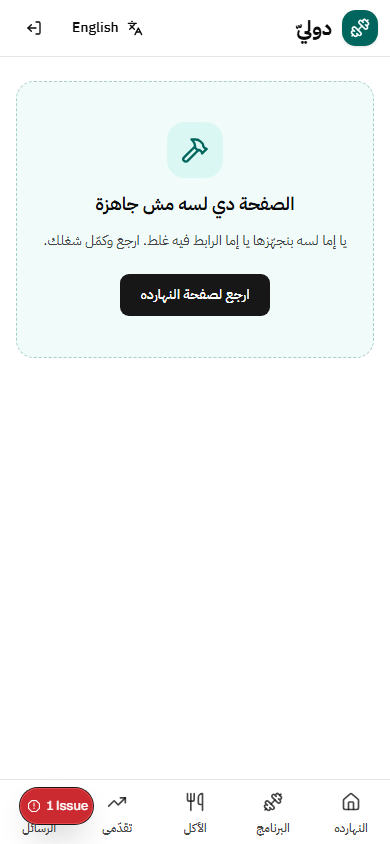 دوليّ
English
الصفحة دي لسه مش جاهزة
يا إما لسه بنجهّزها يا إما الرابط فيه غلط. ارجع وكمّل شغلك.
ارجع لصفحة النهارده
النهارده
البرنامج
الأكل
تقدّمي
الرسائل
1 Issue